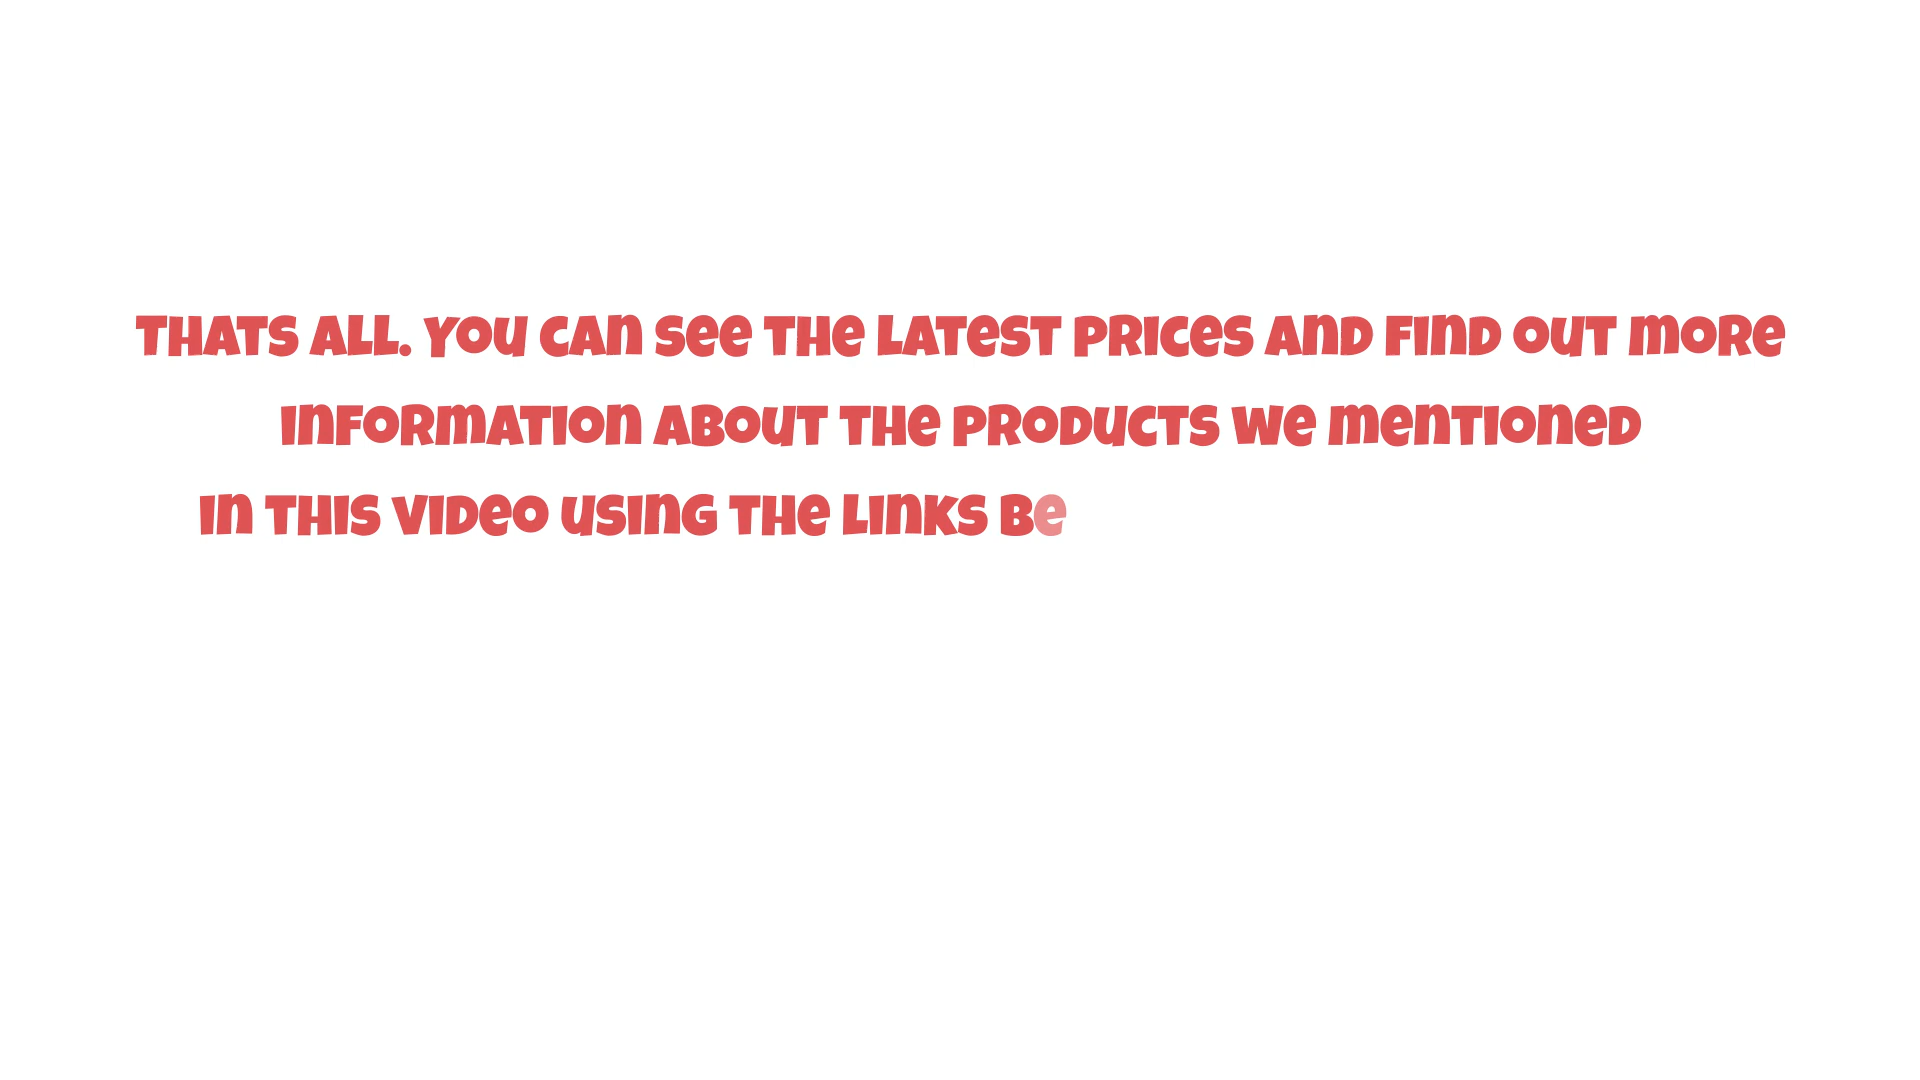 THATS ALL. YOU CAN SEE THE LATEST PRICES AND FIND OUT MORE
INFORMATION ABOUT THE PRODUCTS WE MENTIONED
IN THIS VIDEO USING THE LINKS BE